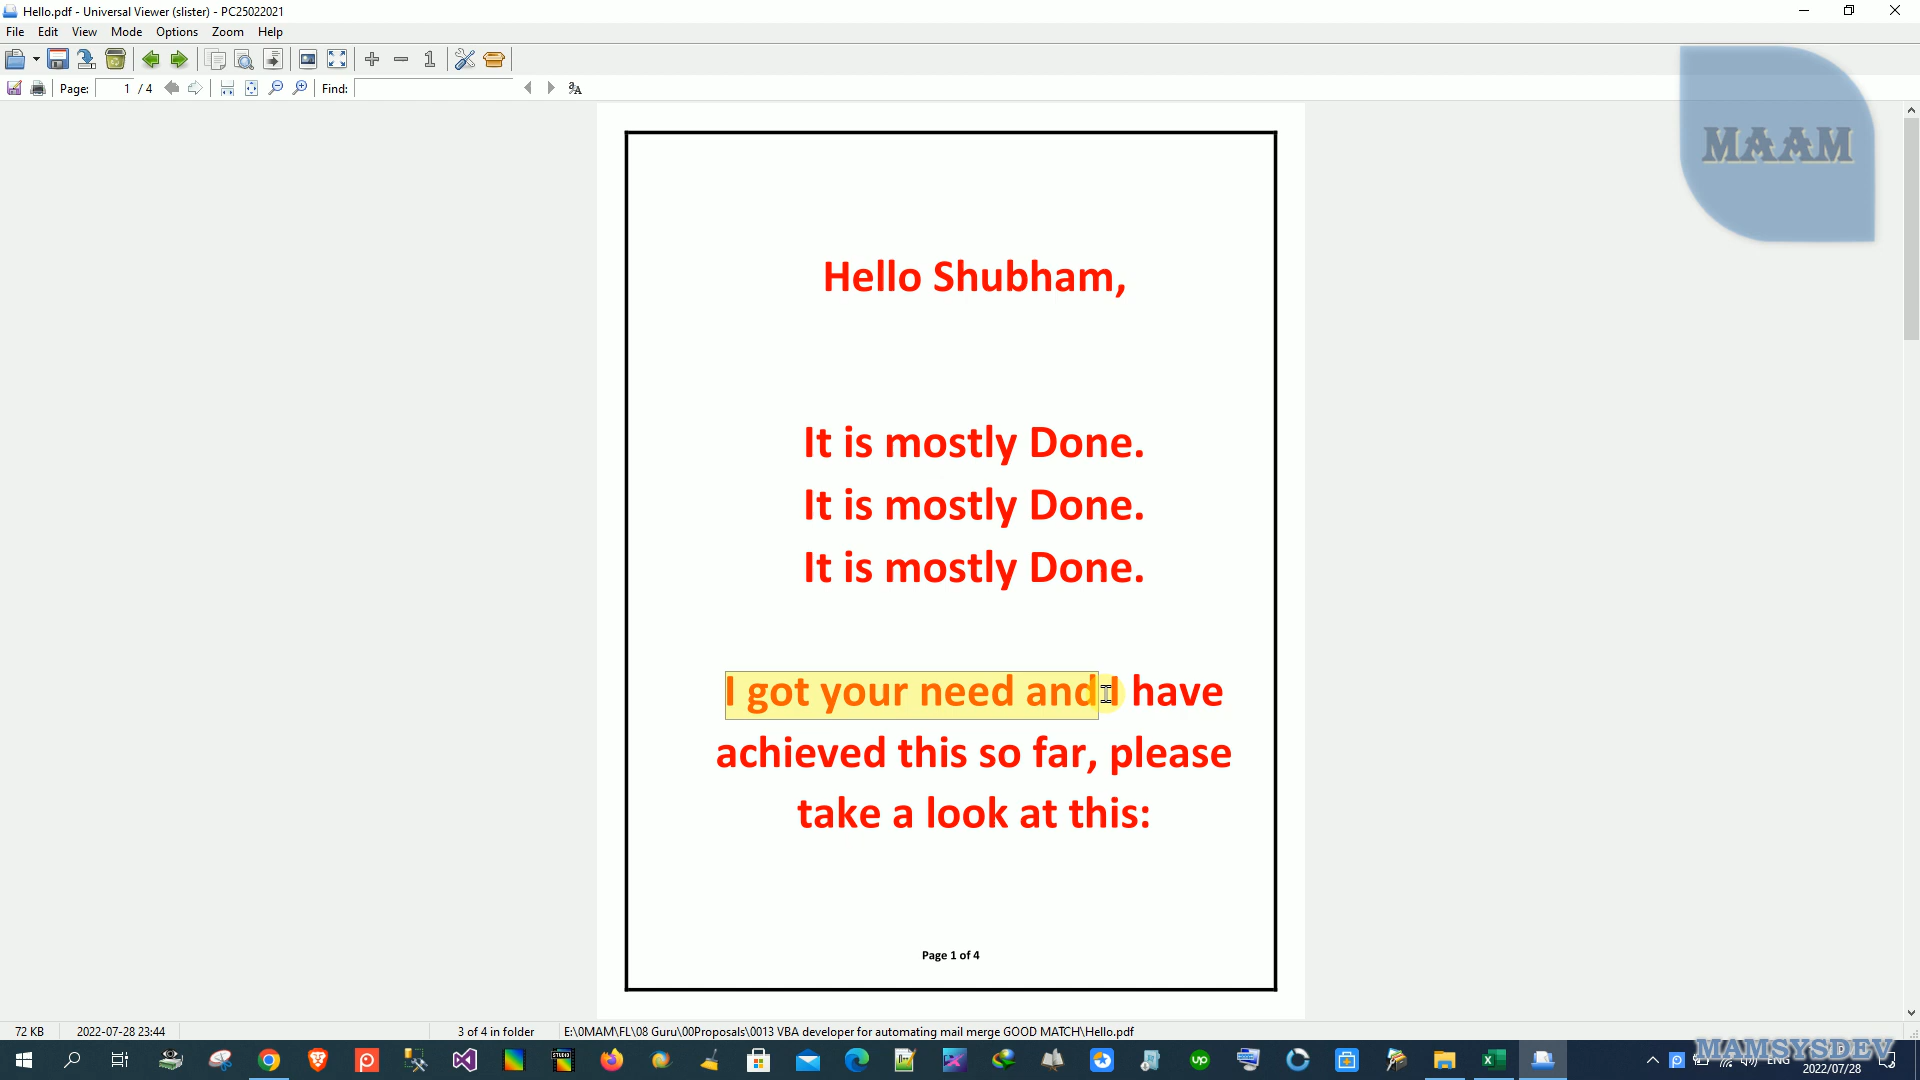 Hello.pdf - Universal Viewer (slister) - PC25022021
File Edit View Mode Options Zoom Help
Page: 1 / 4 Find:
MAAM
Hello Shubham,
It is mostly Done.
It is mostly Done.
It is mostly Done.
I got your need and I have
achieved this so far, please
take a look at this:
Page 1 of 4
72 KB 2022-07-28 23:44 3 of 4 in folder E:\0MAM\FL\08 Guru\00Proposals\0013 VBA developer for automating mail merge GOOD MATCH\Hello.pdf
MAMSYSDEV
ENG
2022/07/28